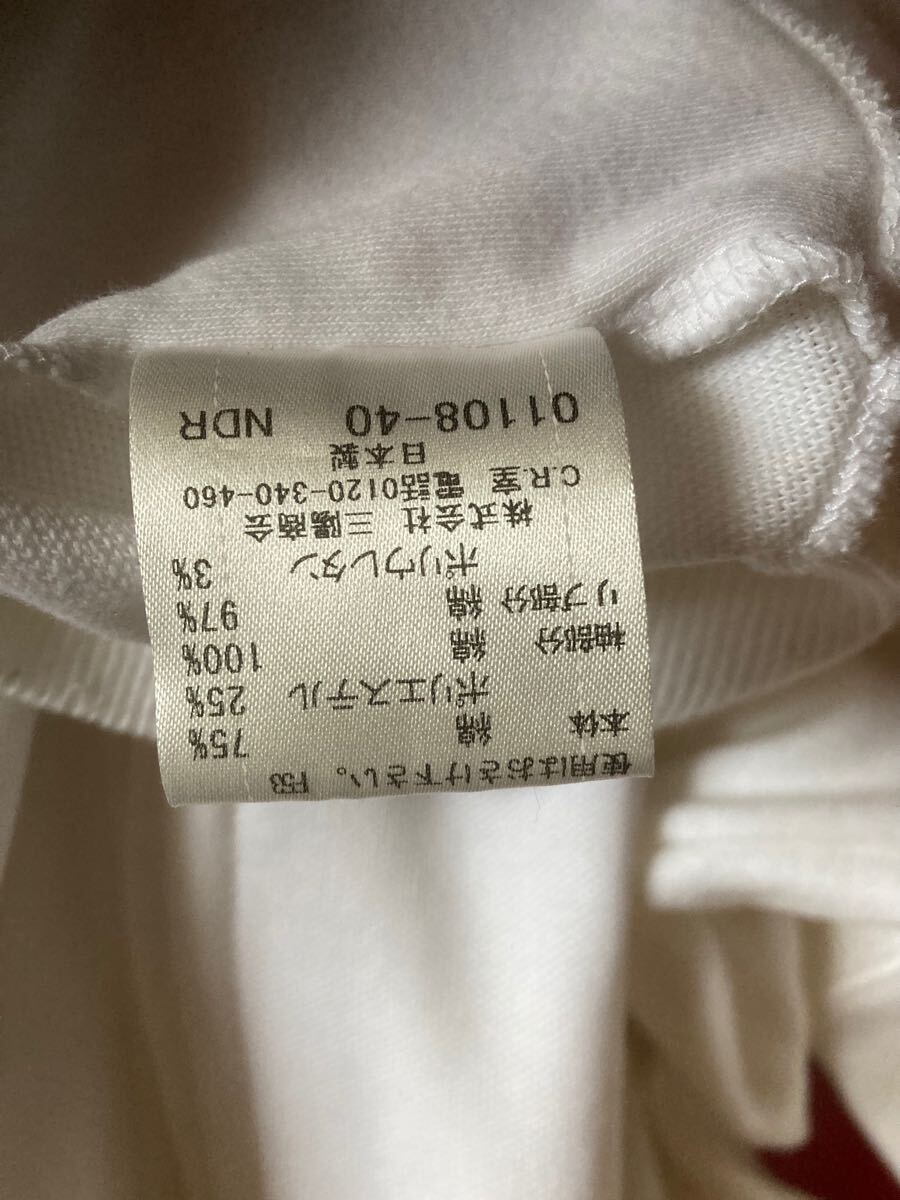 使用はおさけ下さい。 F53
本体 綿 75%
ポリエステル 25%
袖部分 綿 100%
リブ部分 綿 97%
ポリウレタン 3%
株式会社 三陽商会
C.R.室 電話0120-340-460
日本製
01108-40 NDR